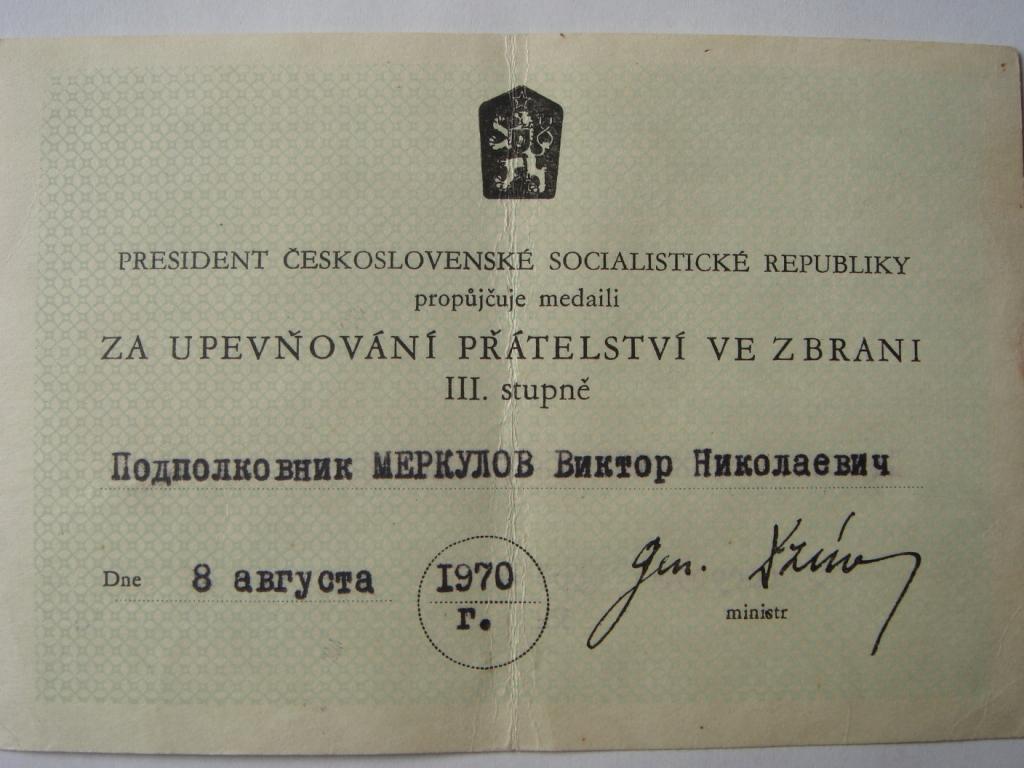 PRESIDENT ČESKOSLOVENSKÉ SOCIALISTICKÉ REPUBLIKY
propůjčuje medaili
ZA UPEVŇOVÁNÍ PŘÁTELSTVÍ VE ZBRANI
III. stupně
Подполковник МЕРКУЛОВ Виктор Николаевич
Dne 8 августа 1970
г.
gen.
ministr